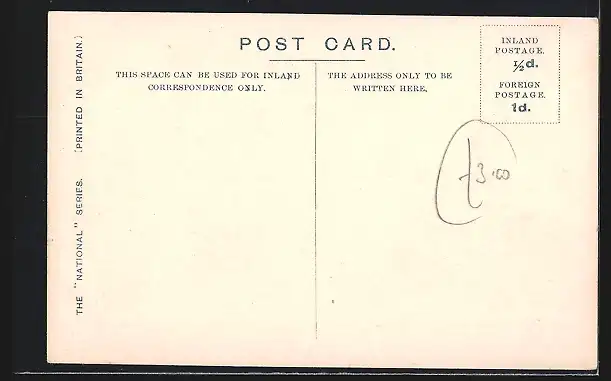 POST CARD.
THIS SPACE CAN BE USED FOR INLAND
CORRESPONDENCE ONLY.
THE ADDRESS ONLY TO BE
WRITTEN HERE.
INLAND
POSTAGE.
½d.
FOREIGN
POSTAGE.
1d.
£3.00
THE "NATIONAL" SERIES. [PRINTED IN BRITAIN.]